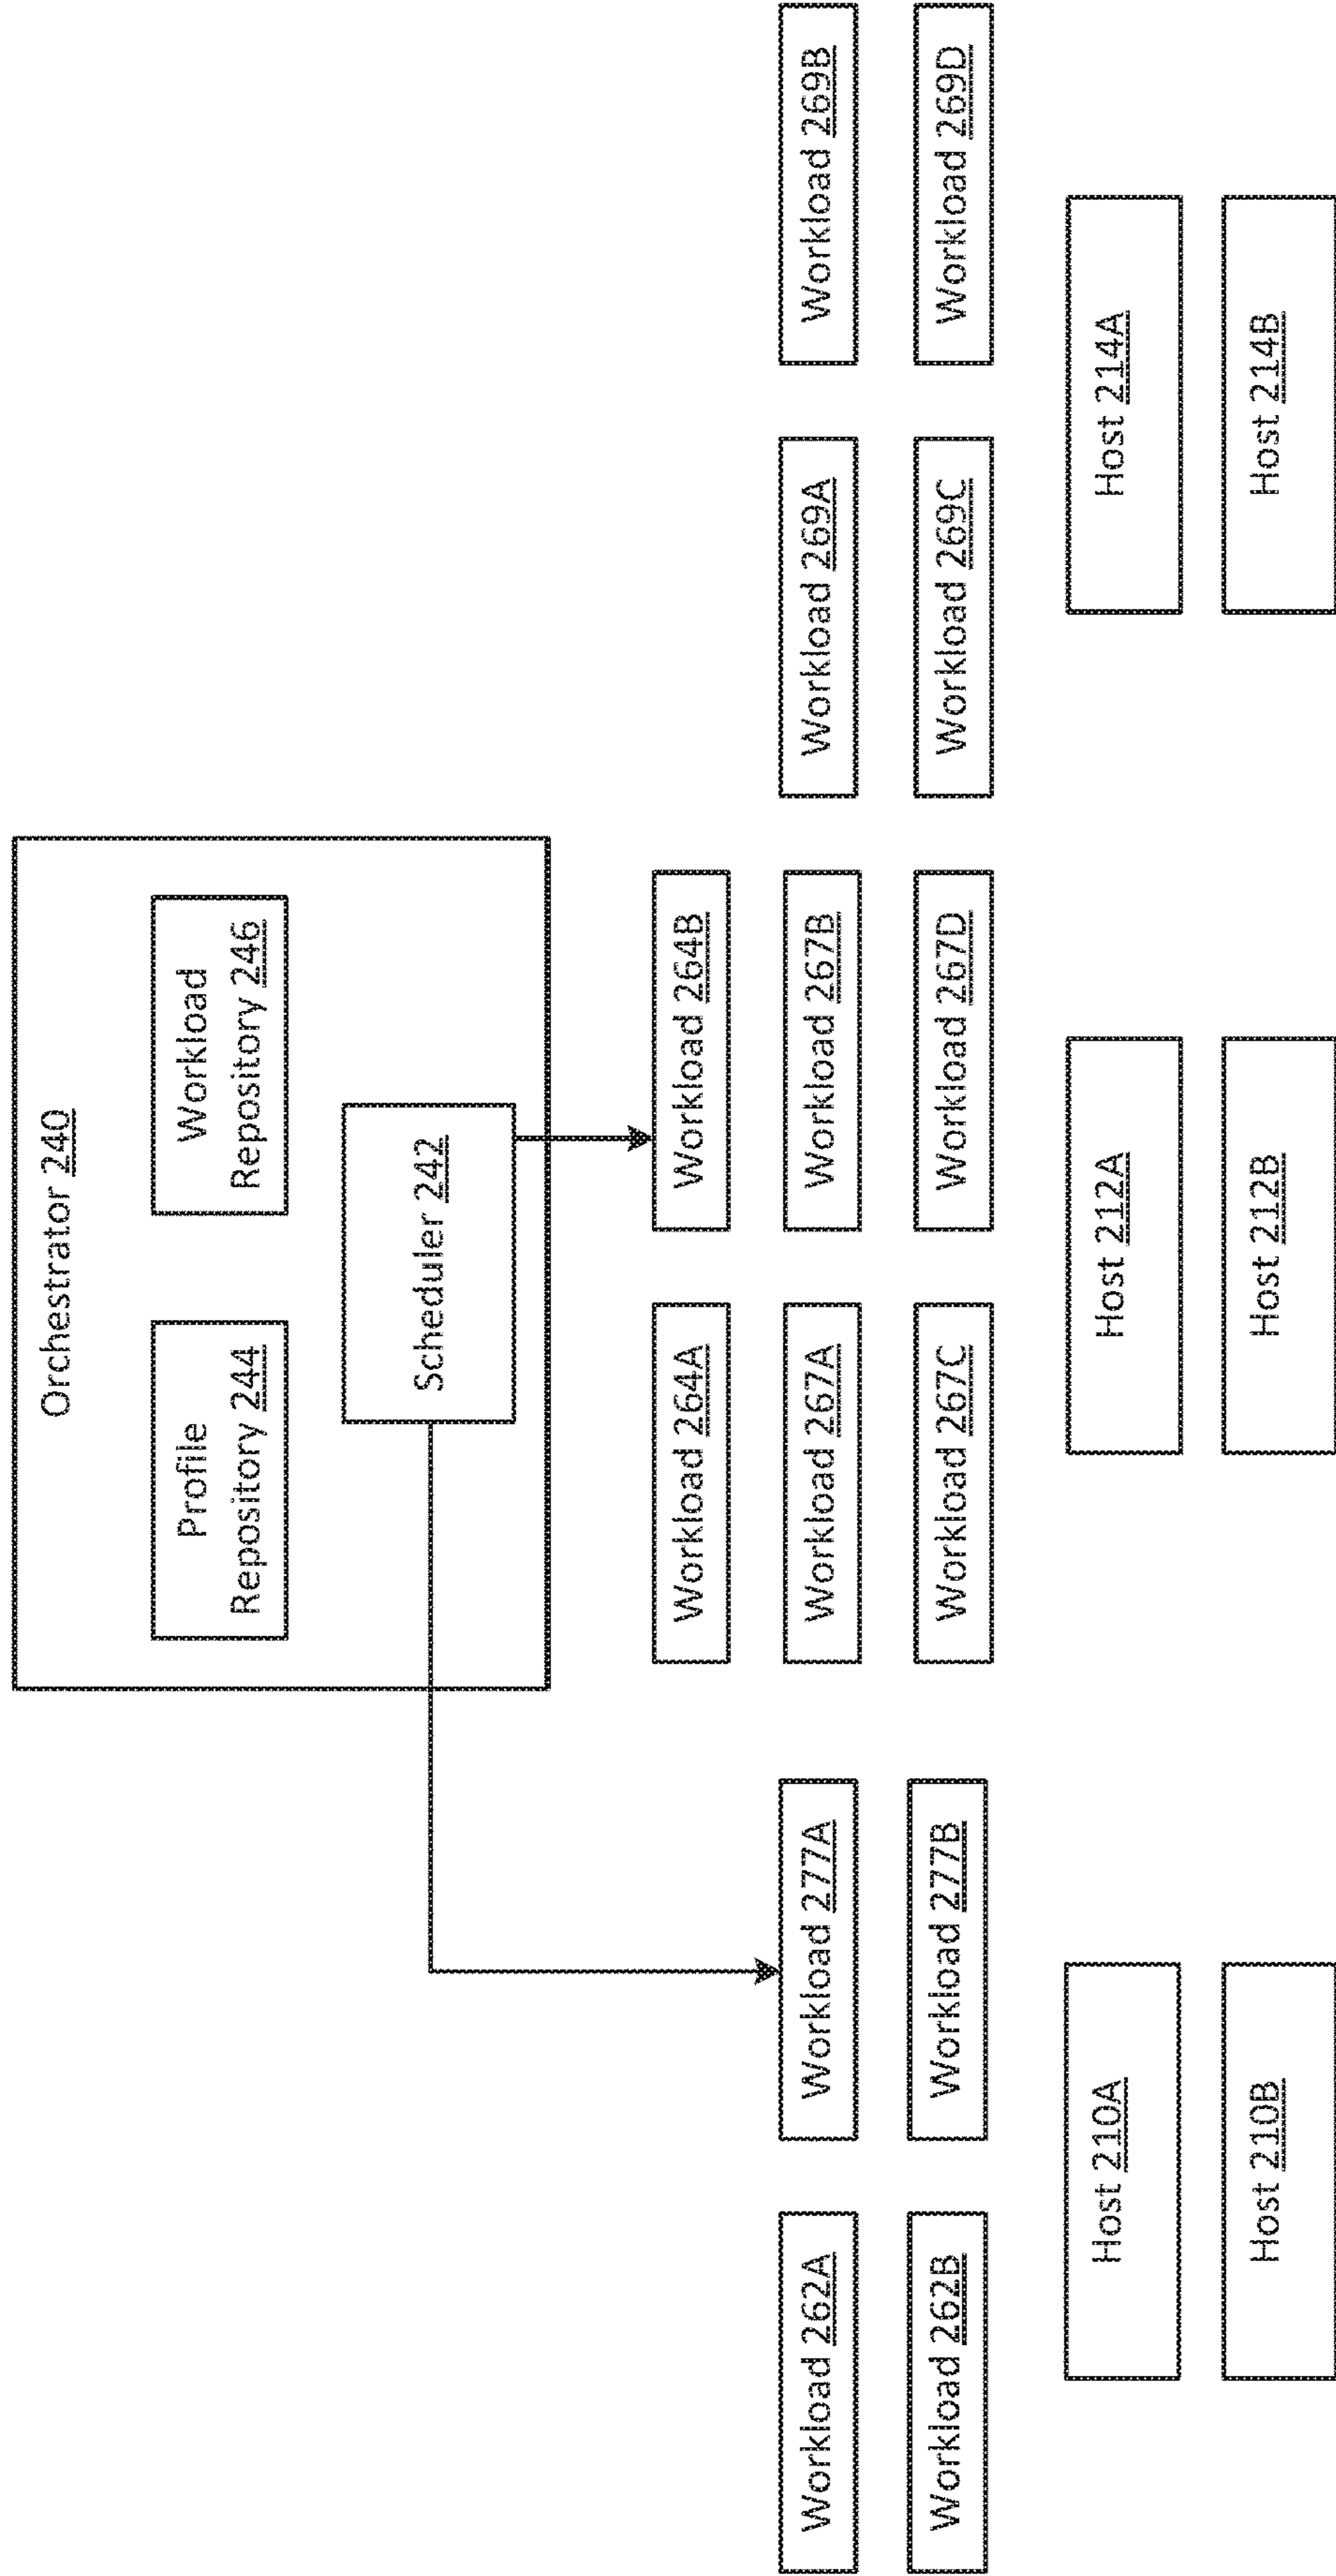 Orchestrator 240
Profile
Repository 244
Workload
Repository 246
Scheduler 242
Workload 264A
Workload 264B
Workload 262A
Workload 277A
Workload 267A
Workload 267B
Workload 269A
Workload 269B
Workload 262B
Workload 277B
Workload 267C
Workload 267D
Workload 269C
Workload 269D
Host 210A
Host 212A
Host 214A
Host 210B
Host 212B
Host 214B